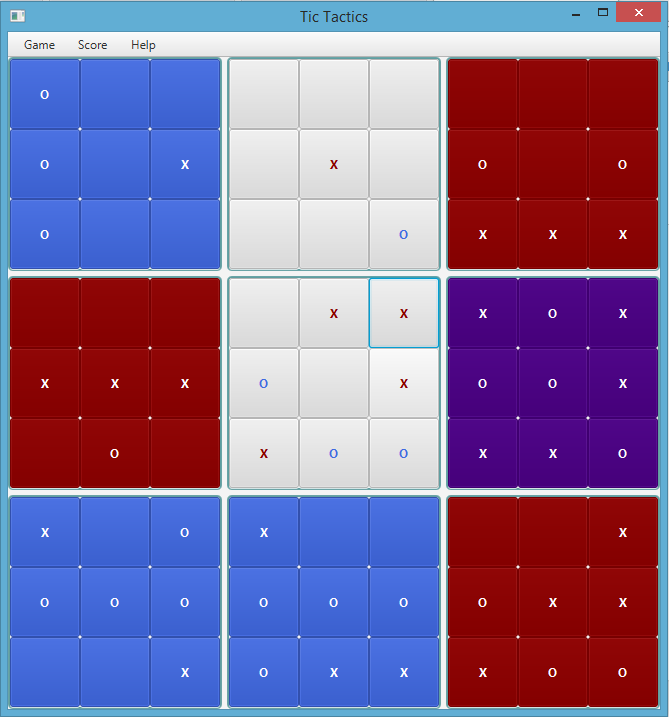 Tic Tactics
Game Score Help
O
O X X O O
O O X X X
X X O X O X
X X X O X O O X
O X O O X X O
X O X X
O O O O O O O X X
X O X X X O O